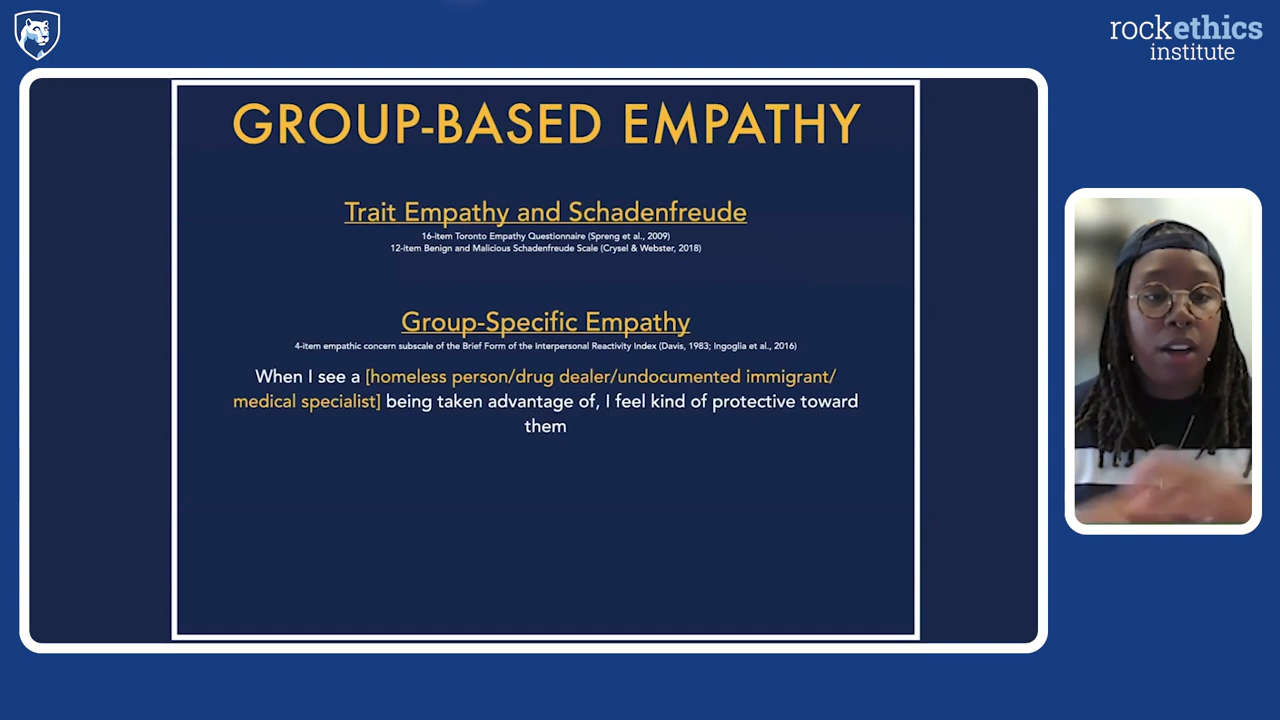 rockethics
institute
GROUP-BASED EMPATHY
Trait Empathy and Schadenfreude
16-item Toronto Empathy Questionnaire (Spreng et al., 2009)
12-item Benign and Malicious Schadenfreude Scale (Crysel & Webster, 2018)
Group-Specific Empathy
4-item empathic concern subscale of the Brief Form of the Interpersonal Reactivity Index (Davis, 1983; Ingoglia et al., 2016)
When I see a [homeless person/drug dealer/undocumented immigrant/
medical specialist] being taken advantage of, I feel kind of protective toward
them